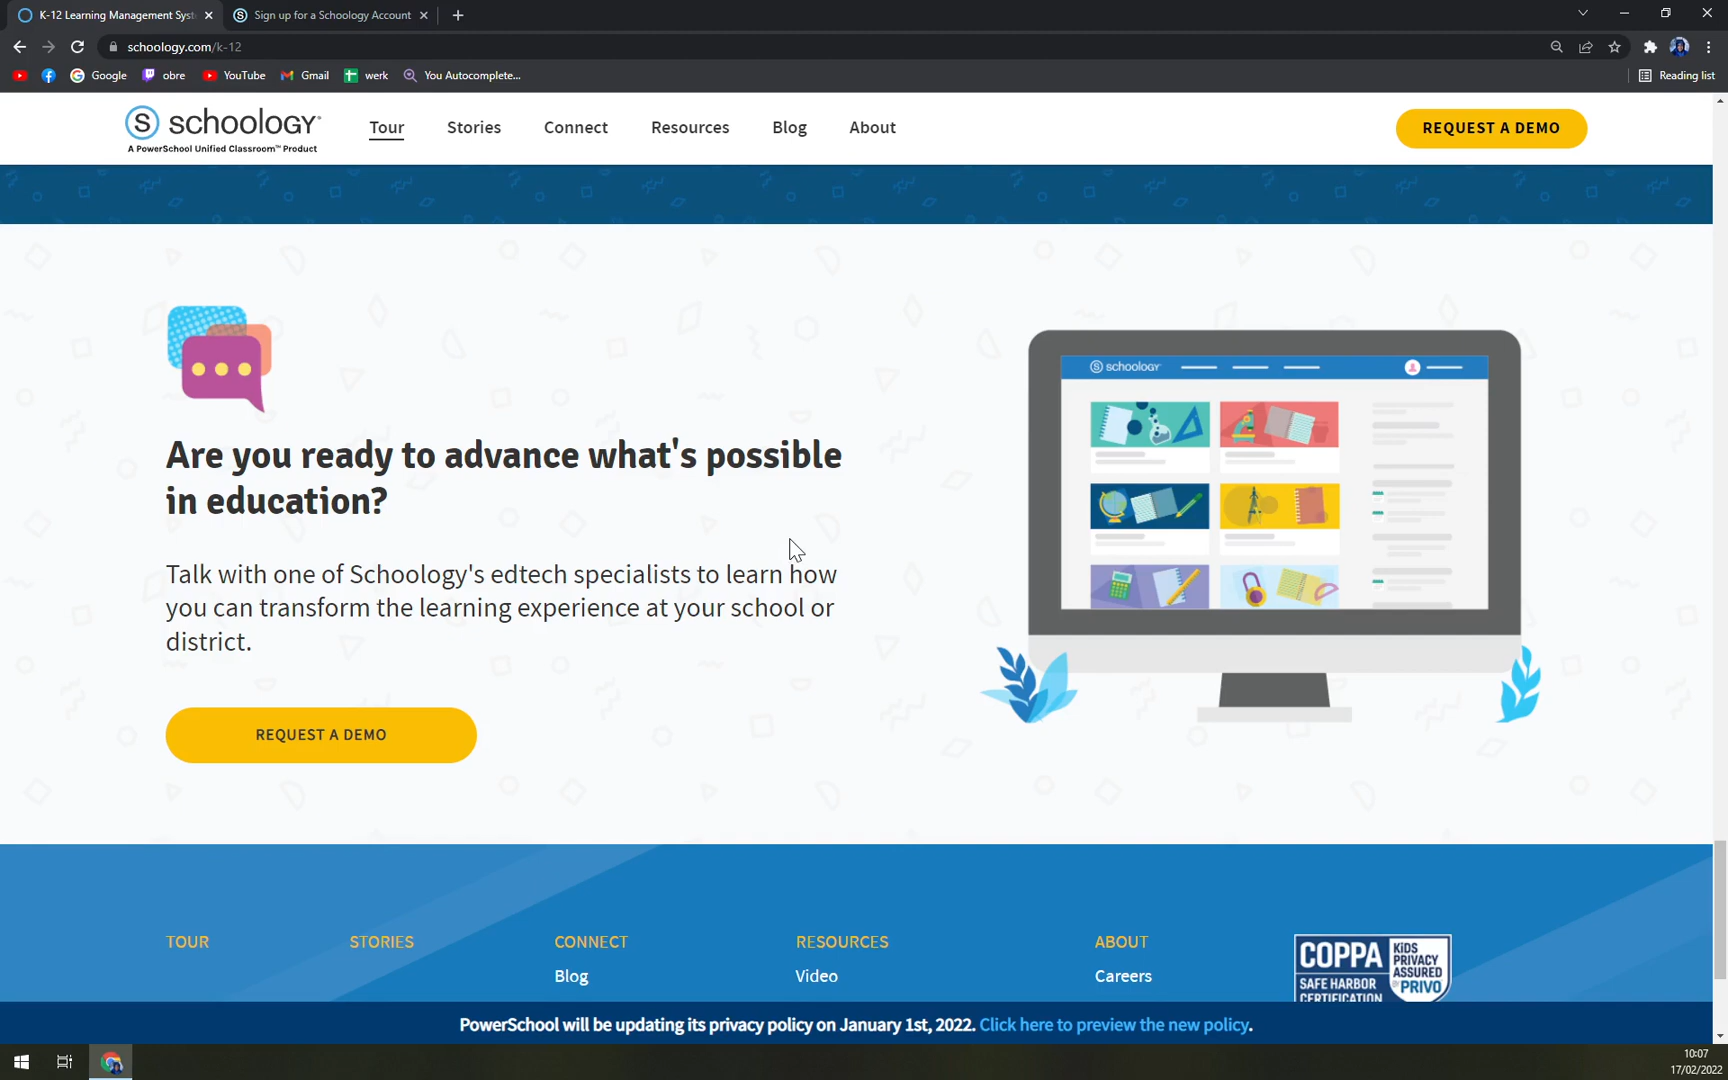 K-12 Learning Management Syst
Sign up for a Schoology Account
schoology.com/k-12
Google
obre
YouTube
Gmail
werk
You Autocomplete...
Reading list
S schoology
A PowerSchool Unified Classroom™ Product
Tour
Stories
Connect
Resources
Blog
About
REQUEST A DEMO
Are you ready to advance what's possible
in education?
Talk with one of Schoology's edtech specialists to learn how
you can transform the learning experience at your school or
district.
REQUEST A DEMO
S schoology
TOUR
STORIES
CONNECT
RESOURCES
ABOUT
Blog
Video
Careers
COPPA
SAFE HARBOR
CERTIFICATION
KiDS
PRIVACY
ASSURED
BY PRIVO
PowerSchool will be updating its privacy policy on January 1st, 2022. Click here to preview the new policy.
10:07
17/02/2022